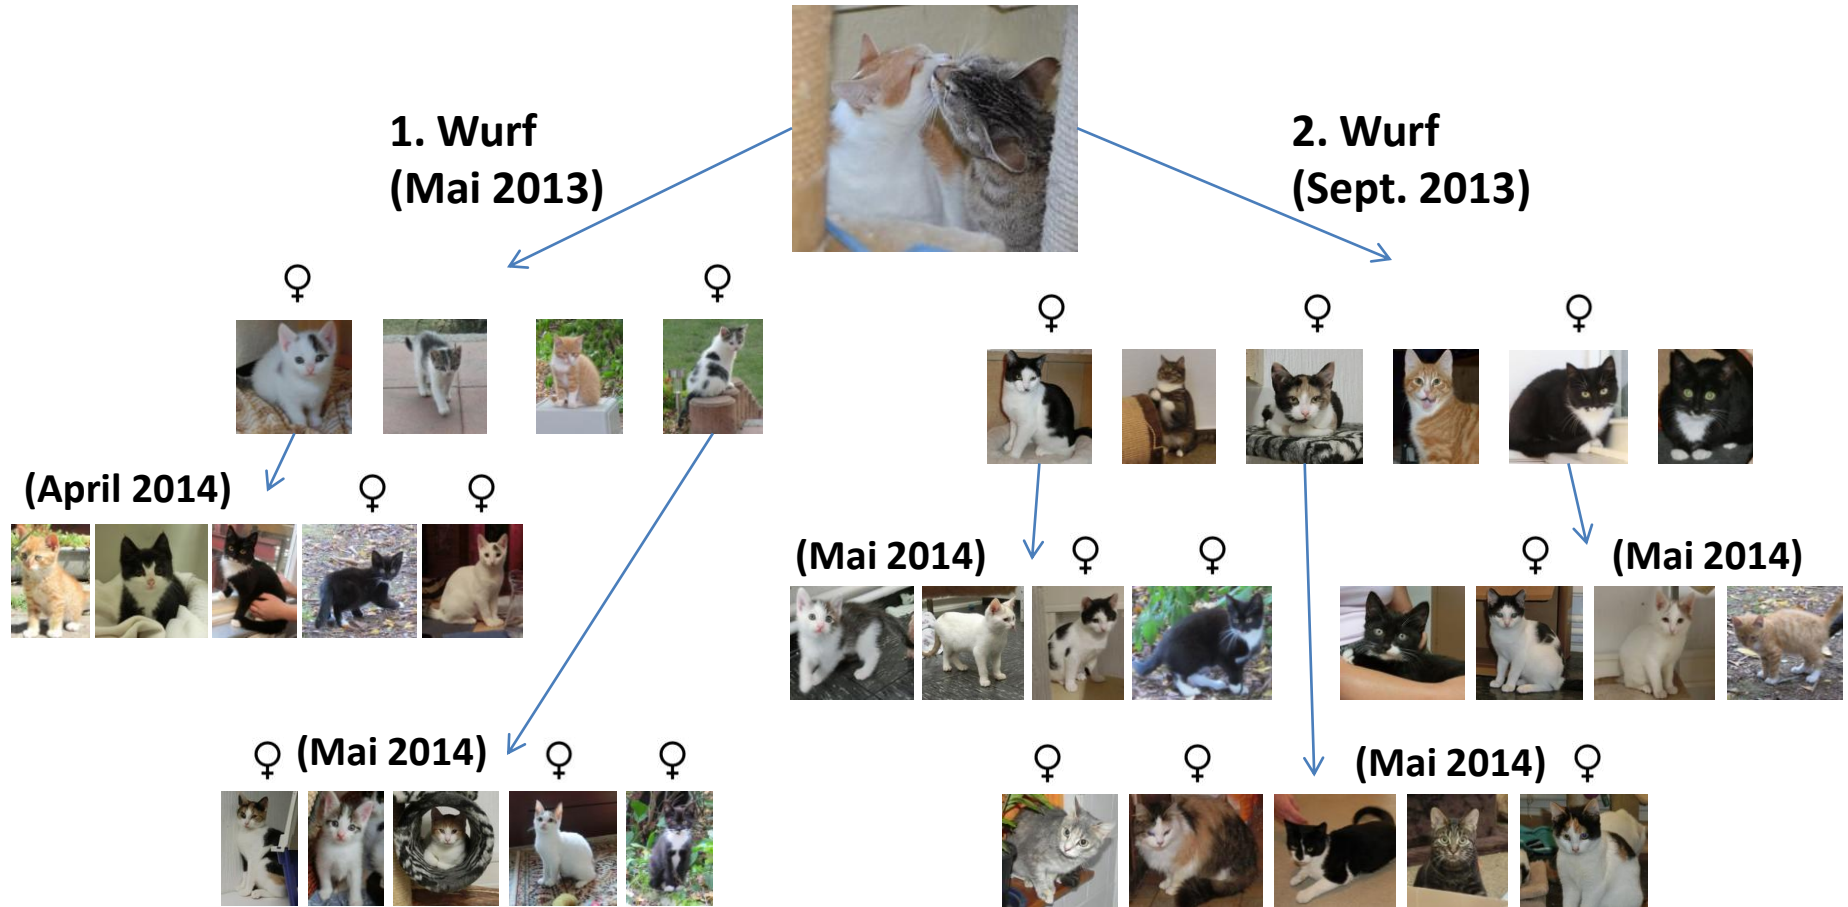 1. Wurf
(Mai 2013)
2. Wurf
(Sept. 2013)
(April 2014)
(Mai 2014)
(Mai 2014)
(Mai 2014)
(Mai 2014)